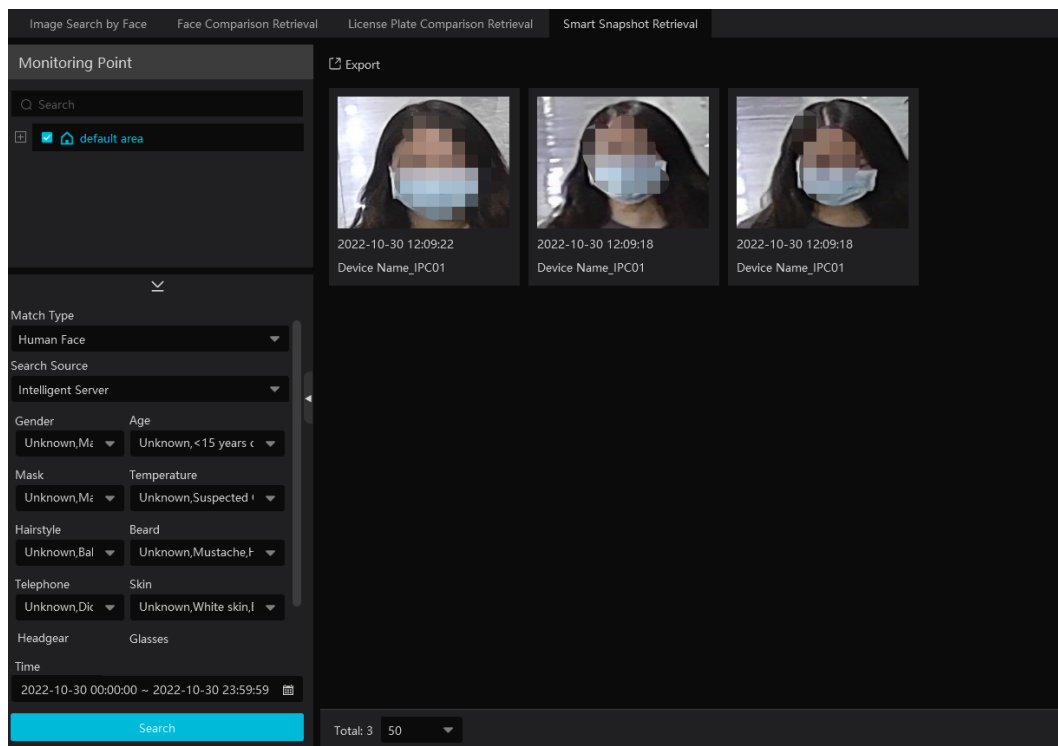 Image Search by Face
Face Comparison Retrieval
License Plate Comparison Retrieval
Smart Snapshot Retrieval
Monitoring Point
Search
default area
Match Type
Human Face
Search Source
Intelligent Server
Gender
Age
Unknown,Ma
Unknown,<15 years c
Mask
Temperature
Unknown,Ma
Unknown,Suspected
Hairstyle
Beard
Unknown,Bal
Unknown,Mustache,H
Telephone
Skin
Unknown,Dic
Unknown,White skin,
Headgear
Glasses
Time
2022-10-30 00:00:00 ~ 2022-10-30 23:59:59
Search
Export
2022-10-30 12:09:22
Device Name_IPC01
2022-10-30 12:09:18
Device Name_IPC01
2022-10-30 12:09:18
Device Name_IPC01
Total: 3
50